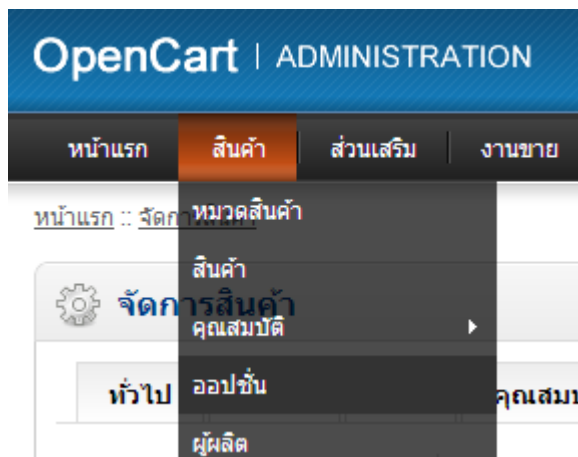 OpenCart | ADMINISTRATION
หน้าแรก สินค้า ส่วนเสริม งานขาย
หน้าแรก :: จัดการสินค้า
หมวดสินค้า
สินค้า
จัดการสินค้า
คุณสมบัติ
ทั่วไป
ออปชั่น
ผู้ผลิต